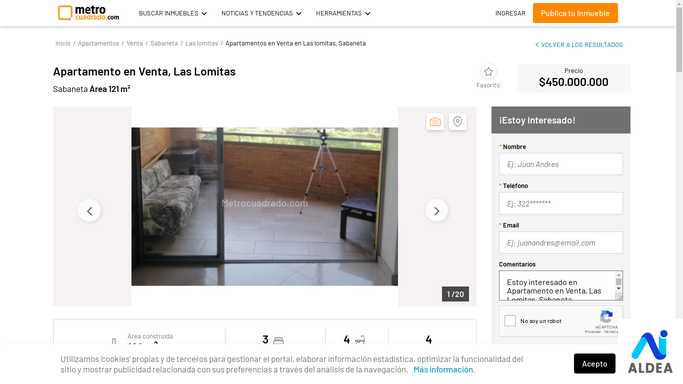 metro
cuadrado.com
BUSCAR INMUEBLES
NOTICIAS Y TENDENCIAS
HERRAMIENTAS
INGRESAR
Publica tu Inmueble
Inicio / Apartamentos / Venta / Sabaneta / Las lomitas / Apartamentos en Venta en Las lomitas, Sabaneta
VOLVER A LOS RESULTADOS
Apartamento en Venta, Las Lomitas
Sabaneta Área 121 m²
Favorito
Precio
$450.000.000
Metrocuadrado.com
1 / 20
¡Estoy Interesado!
* Nombre
Ej: Juan Andres
* Teléfono
Ej: 322*******
* Email
Ej: juanandres@email.com
Comentarios
Estoy interesado en
Apartamento en Venta, Las
Lomitas, Sabaneta
No soy un robot
reCAPTCHA
Área construida
3
4
4
Utilizamos 'cookies' propias y de terceros para gestionar el portal, elaborar información estadística, optimizar la funcionalidad del
sitio y mostrar publicidad relacionada con sus preferencias a través del análisis de la navegación. Más información.
Acepto
ALDEA